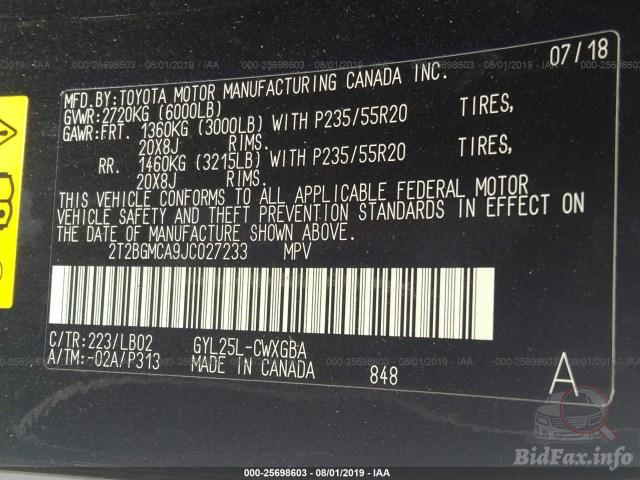 07/18
MFD.BY:TOYOTA MOTOR MANUFACTURING CANADA INC.
GVWR:2720KG (6000LB)
GAWR:FRT. 1360KG (3000LB) WITH P235/55R20 TIRES,
20X8J RIMS.
RR. 1460KG (3215LB) WITH P235/55R20 TIRES,
20X8J RIMS.
THIS VEHICLE CONFORMS TO ALL APPLICABLE FEDERAL MOTOR
VEHICLE SAFETY AND THEFT PREVENTION STANDARDS IN EFFECT ON
THE DATE OF MANUFACTURE SHOWN ABOVE.
2T2BGMCA9JC027233 MPV
C/TR:223/LB02 GYL25L-CWXGBA
A/TM:-02A/P313 MADE IN CANADA 848
A
BidFax.info
000-25698603 - 08/01/2019 - IAA